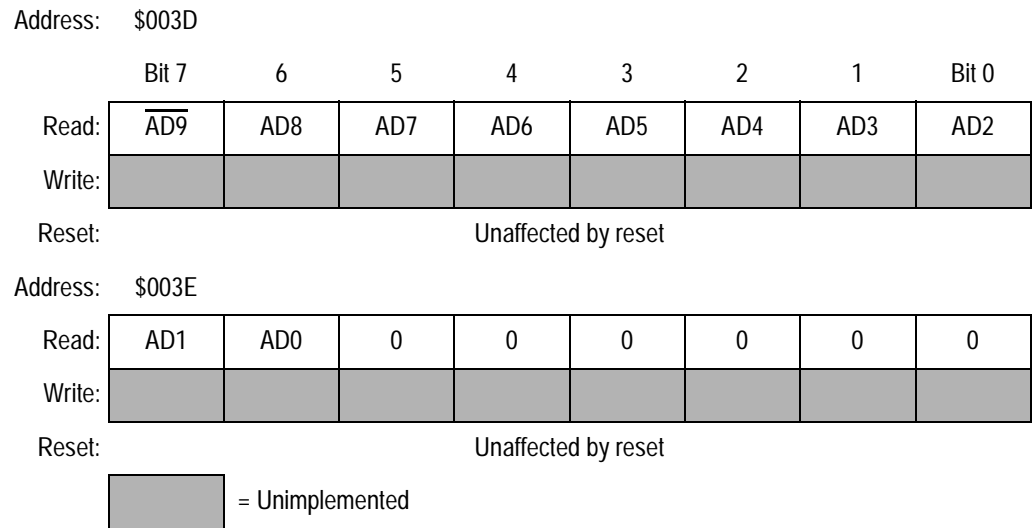 Address: $003D
Bit 7 6 5 4 3 2 1 Bit 0
Read: A̅D̅9̅ AD8 AD7 AD6 AD5 AD4 AD3 AD2
Write:
Reset: Unaffected by reset
Address: $003E
Read: AD1 AD0 0 0 0 0 0 0
Write:
Reset: Unaffected by reset
= Unimplemented